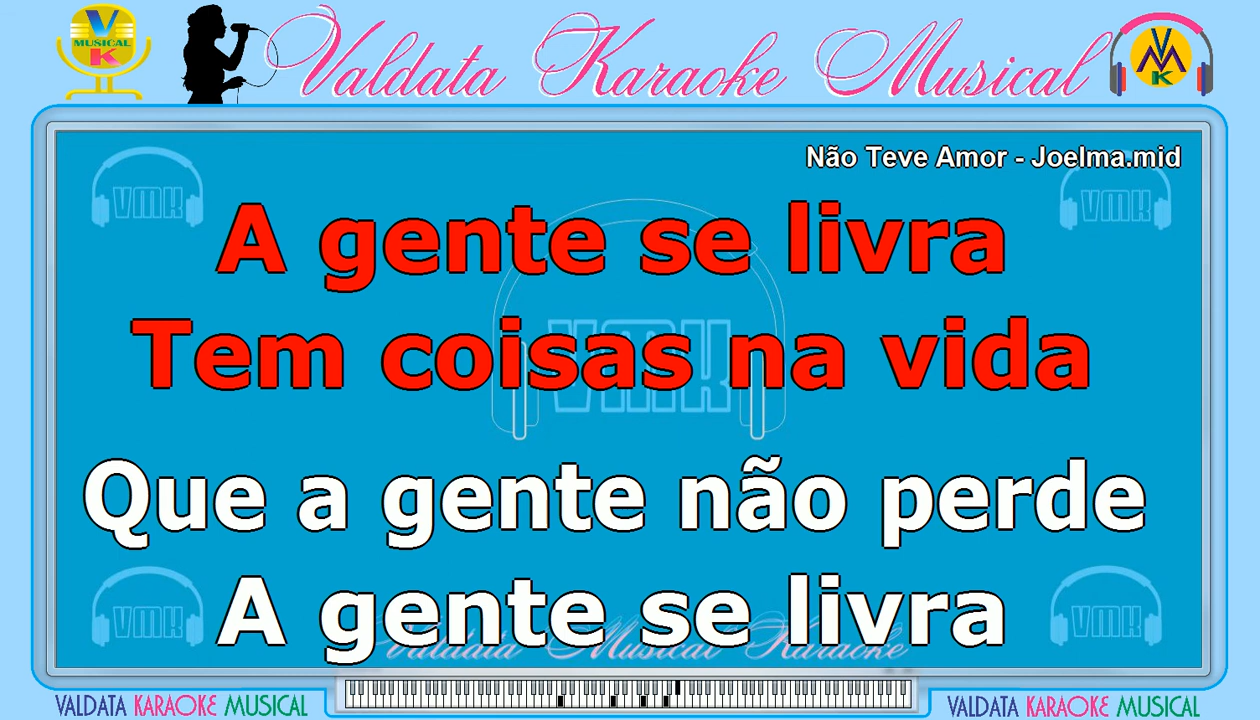 V
MUSICAL
K
Valdata Karaoke Musical
VM
K
Não Teve Amor - Joelma.mid
VMK
VMK
A gente se livra
Tem coisas na vida
VMK
Que a gente não perde
A gente se livra
VMK
VMK
Valdata Musical Karaoke
VALDATA KARAOKE MUSICAL
VALDATA KARAOKE MUSICAL